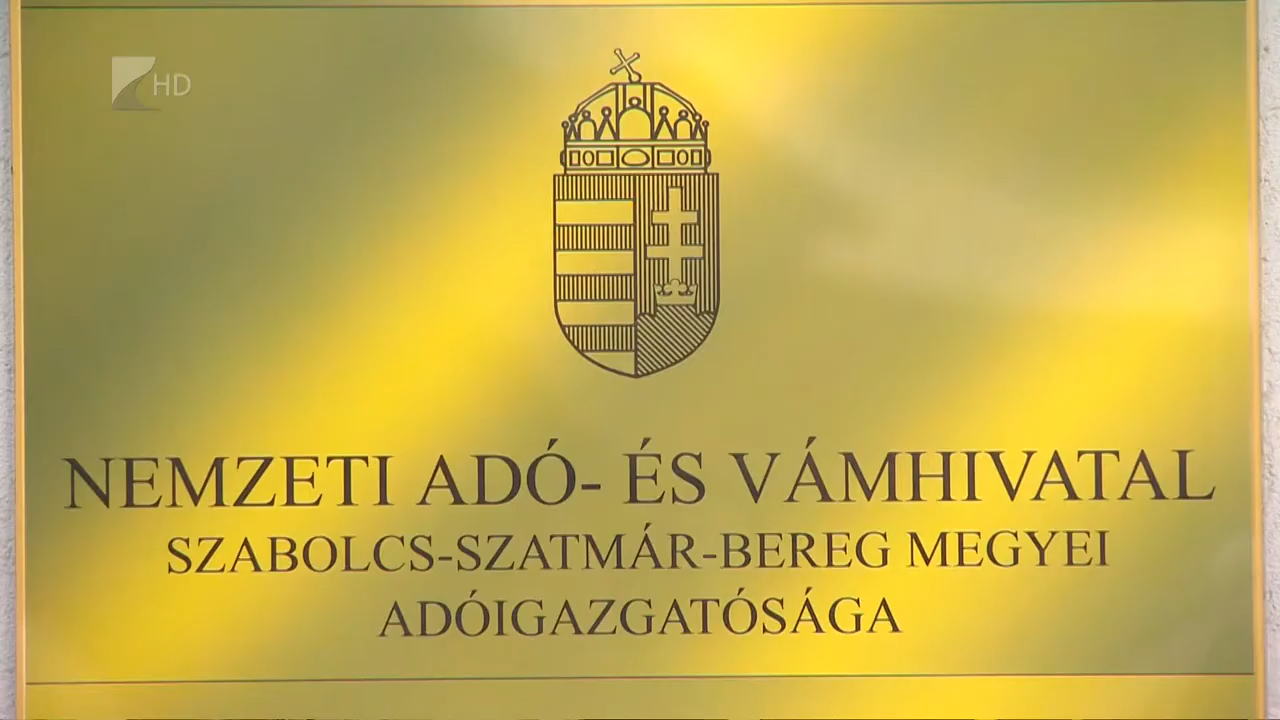 HD
NEMZETI ADÓ- ÉS VÁMHIVATAL
SZABOLCS-SZATMÁR-BEREG MEGYEI
ADÓIGAZGATÓSÁGA